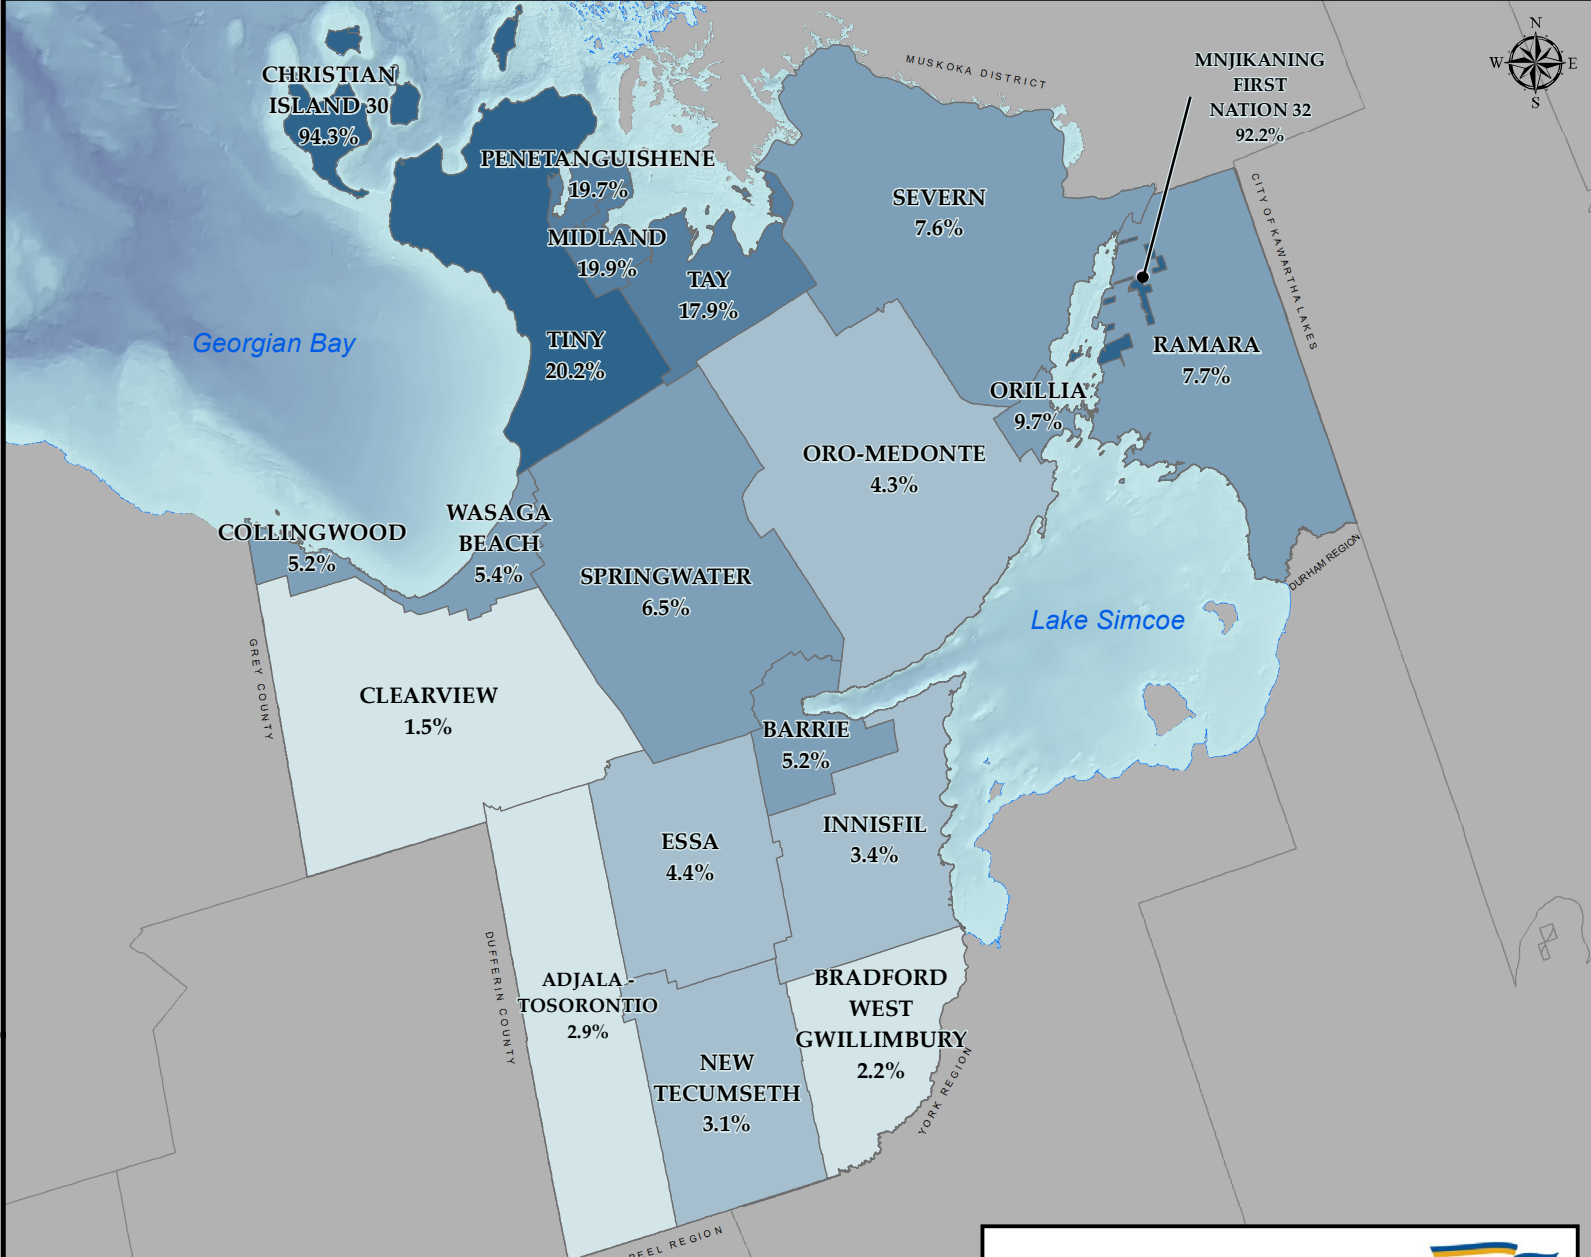 N
W
E
S
MUSKOKA DISTRICT
MNJIKANING
FIRST
NATION 32
92.2%
CHRISTIAN
ISLAND 30
94.3%
PENETANGUISHENE
19.7%
SEVERN
7.6%
CITY OF KAWARTHA LAKES
MIDLAND
19.9%
TAY
17.9%
Georgian Bay
TINY
20.2%
RAMARA
7.7%
ORILLIA
9.7%
ORO-MEDONTE
4.3%
WASAGA
BEACH
5.4%
COLLINGWOOD
5.2%
SPRINGWATER
6.5%
DURHAM REGION
Lake Simcoe
GREY COUNTY
CLEARVIEW
1.5%
BARRIE
5.2%
ESSA
4.4%
INNISFIL
3.4%
DUFFERIN COUNTY
ADJALA -
TOSORONTIO
2.9%
BRADFORD
WEST
GWILLIMBURY
2.2%
NEW
TECUMSETH
3.1%
YORK REGION
PEEL REGION